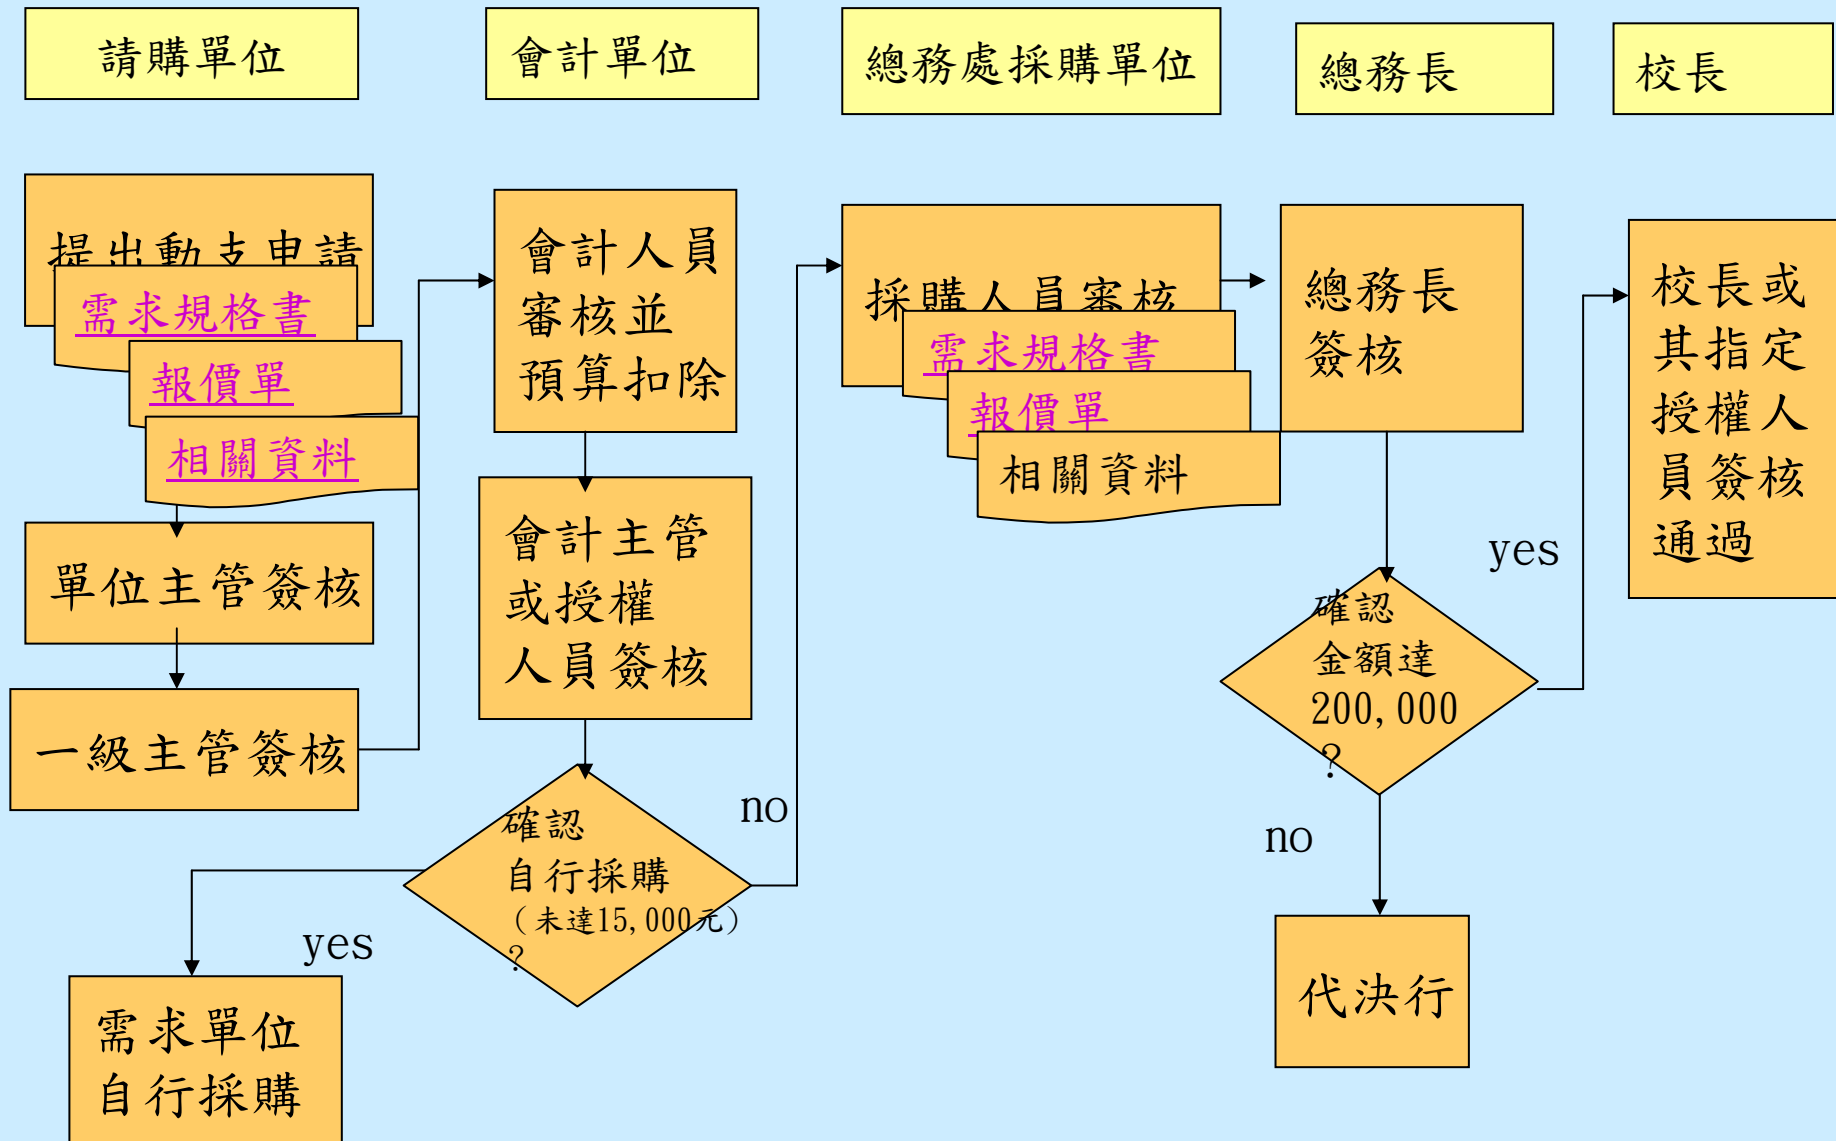 請購單位
會計單位
總務處採購單位
總務長
校長
提出動支申請
需求規格書
報價單
相關資料
單位主管簽核
一級主管簽核
會計人員
審核並
預算扣除
會計主管
或授權
人員簽核
確認
自行採購
（未達15,000元）
?
yes
需求單位
自行採購
no
採購人員審核
需求規格書
報價單
相關資料
總務長
簽核
確認
金額達
200,000
?
no
代決行
yes
校長或
其指定
授權人
員簽核
通過